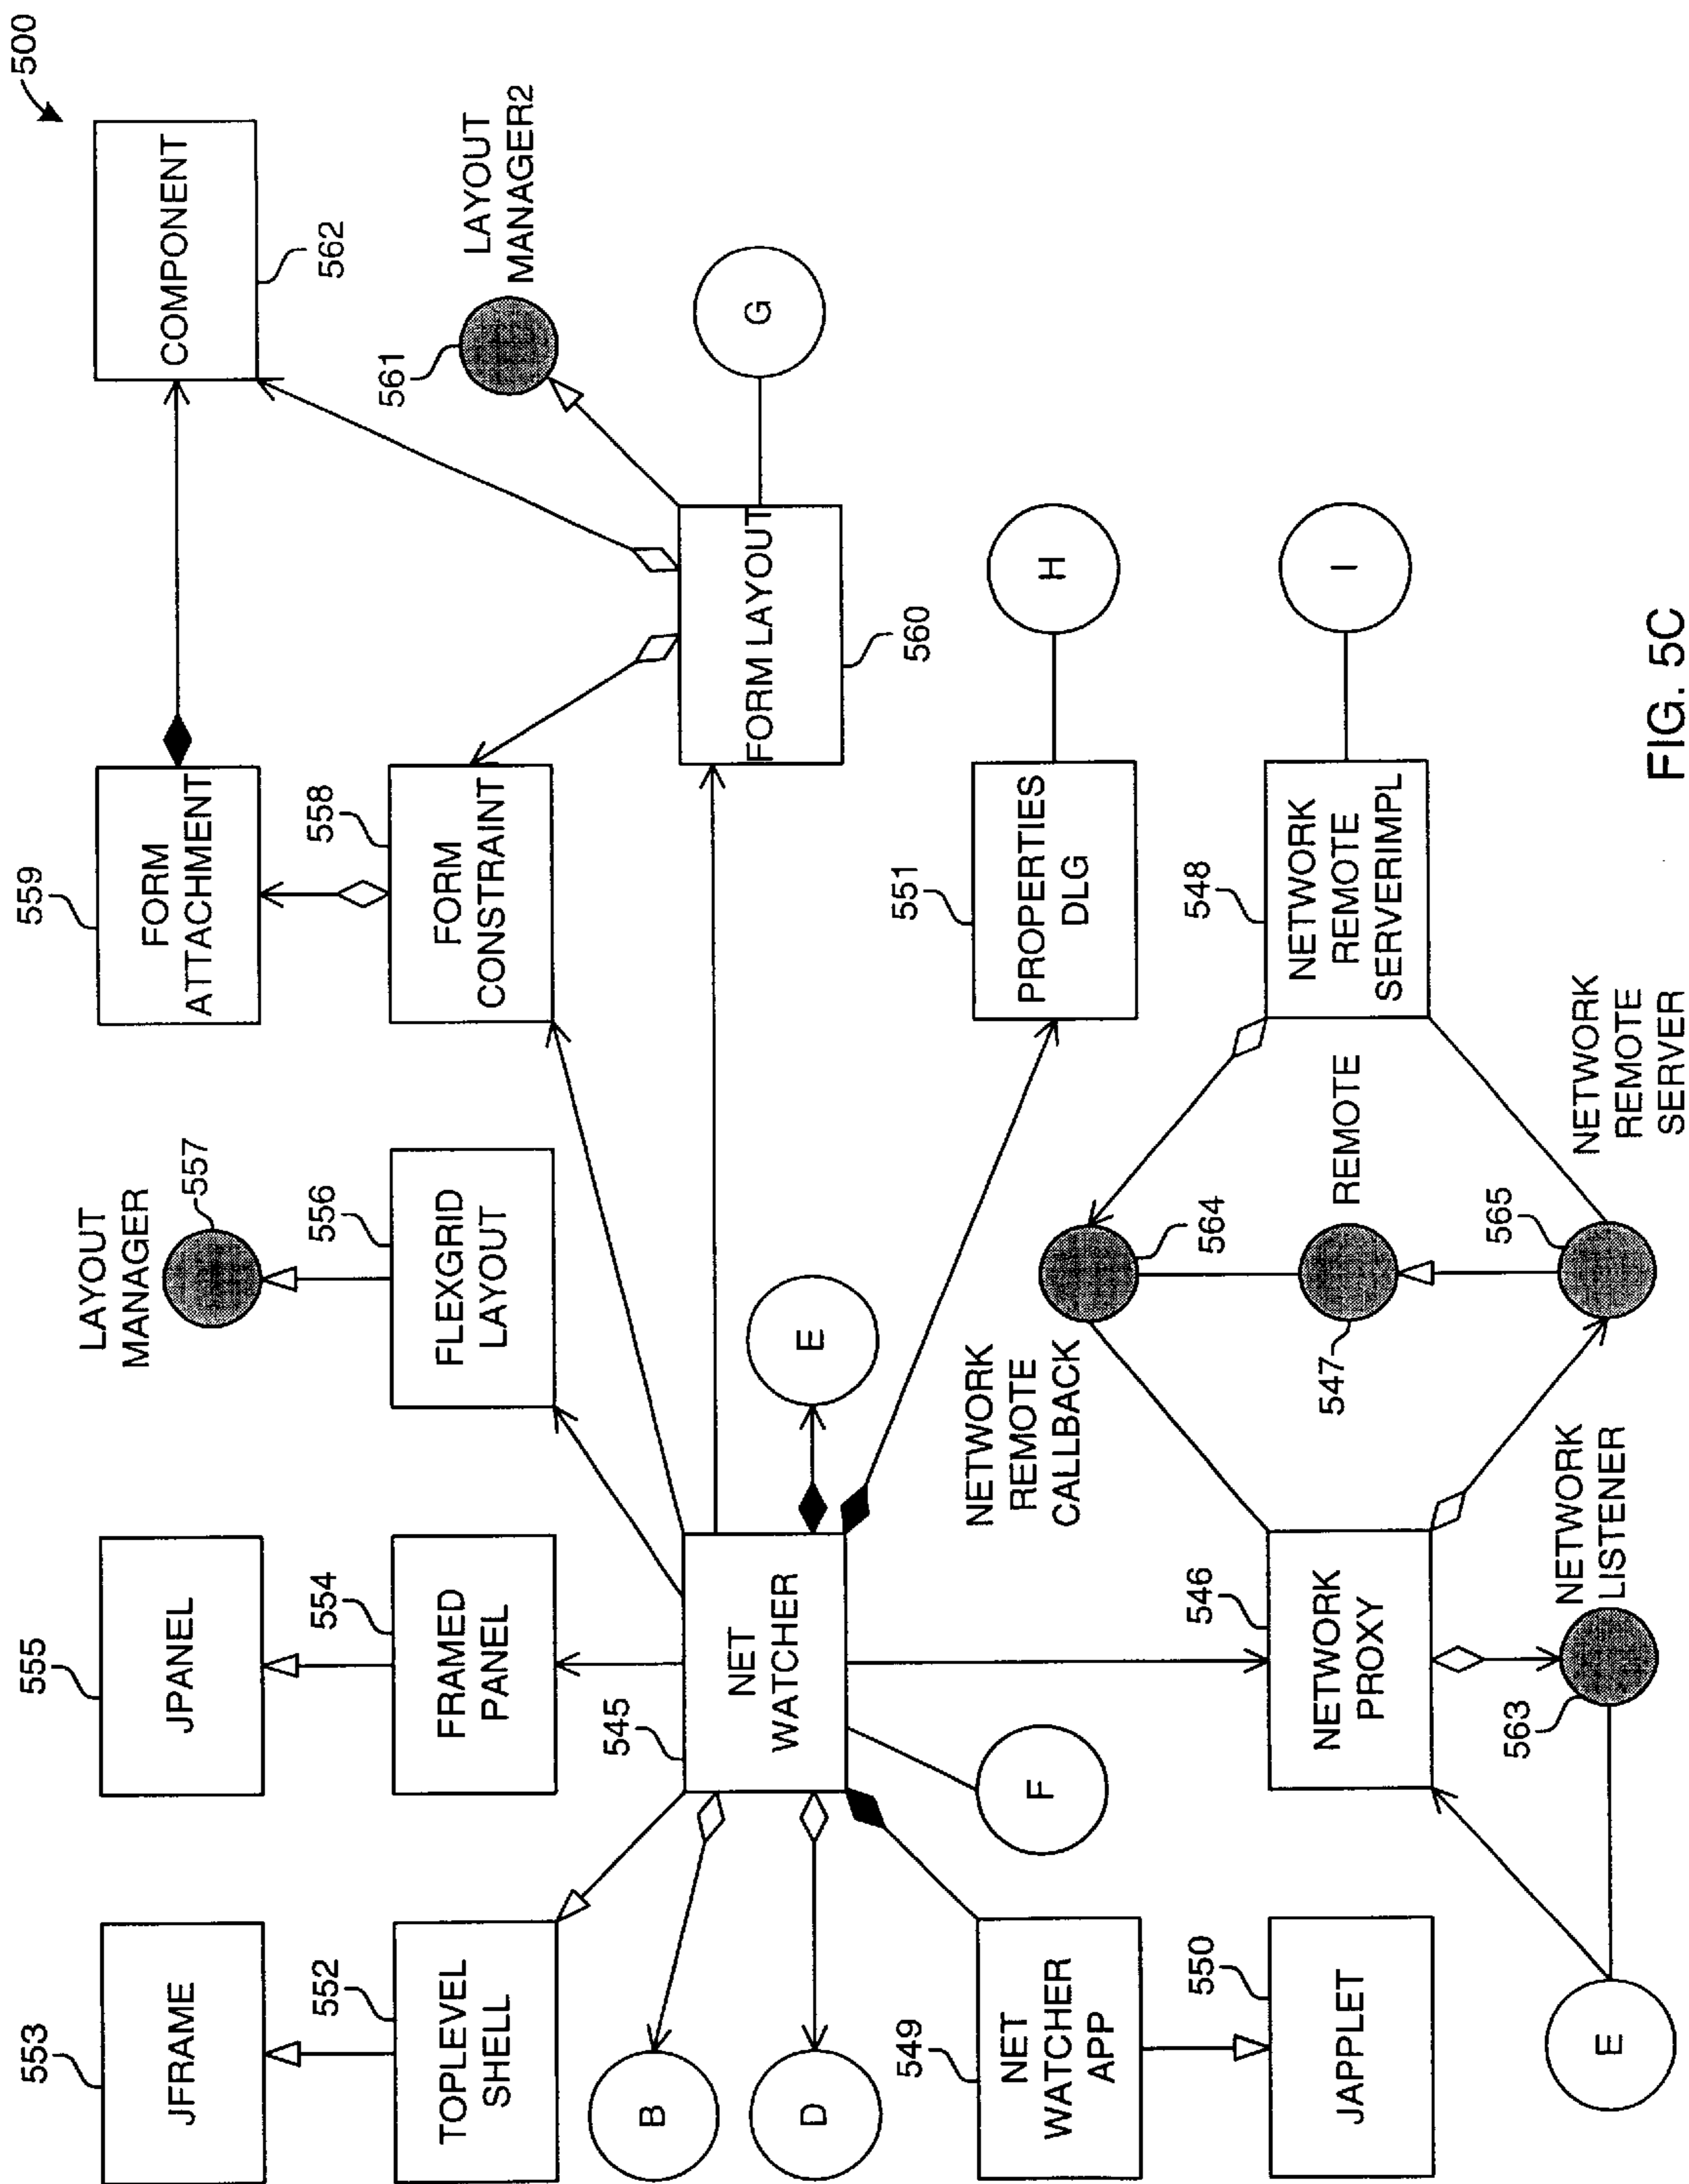 500
553
JFRAME
552
TOPLEVEL
SHELL
555
JPANEL
554
FRAMED
PANEL
LAYOUT
MANAGER
557
556
FLEXGRID
LAYOUT
559
FORM
ATTACHMENT
558
FORM
CONSTRAINT
COMPONENT
562
LAYOUT
MANAGER2
561
B
D
545
NET
WATCHER
E
FORM LAYOUT
560
G
F
549
NET
WATCHER
APP
550
JAPPLET
551
PROPERTIES
DLG
H
NETWORK
REMOTE
CALLBACK
564
546
NETWORK
PROXY
547
REMOTE
548
NETWORK
REMOTE
SERVERIMPL
I
E
563
NETWORK
LISTENER
565
NETWORK
REMOTE
SERVER
FIG. 5C